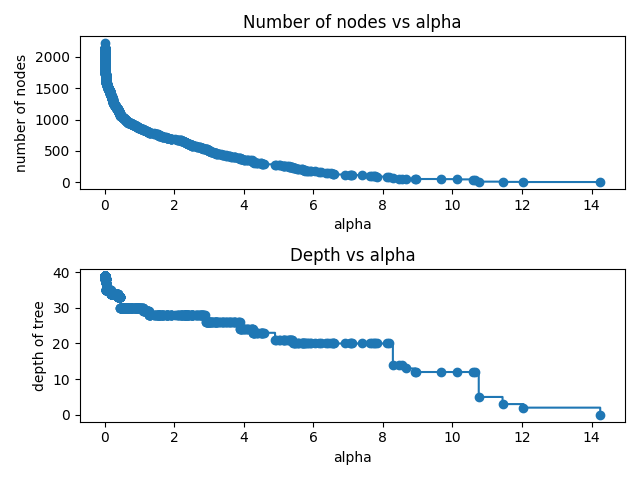 Number of nodes vs alpha
number of nodes
2000
1500
1000
500
0
0 2 4 6 8 10 12 14
alpha
Depth vs alpha
depth of tree
40
30
20
10
0
0 2 4 6 8 10 12 14
alpha